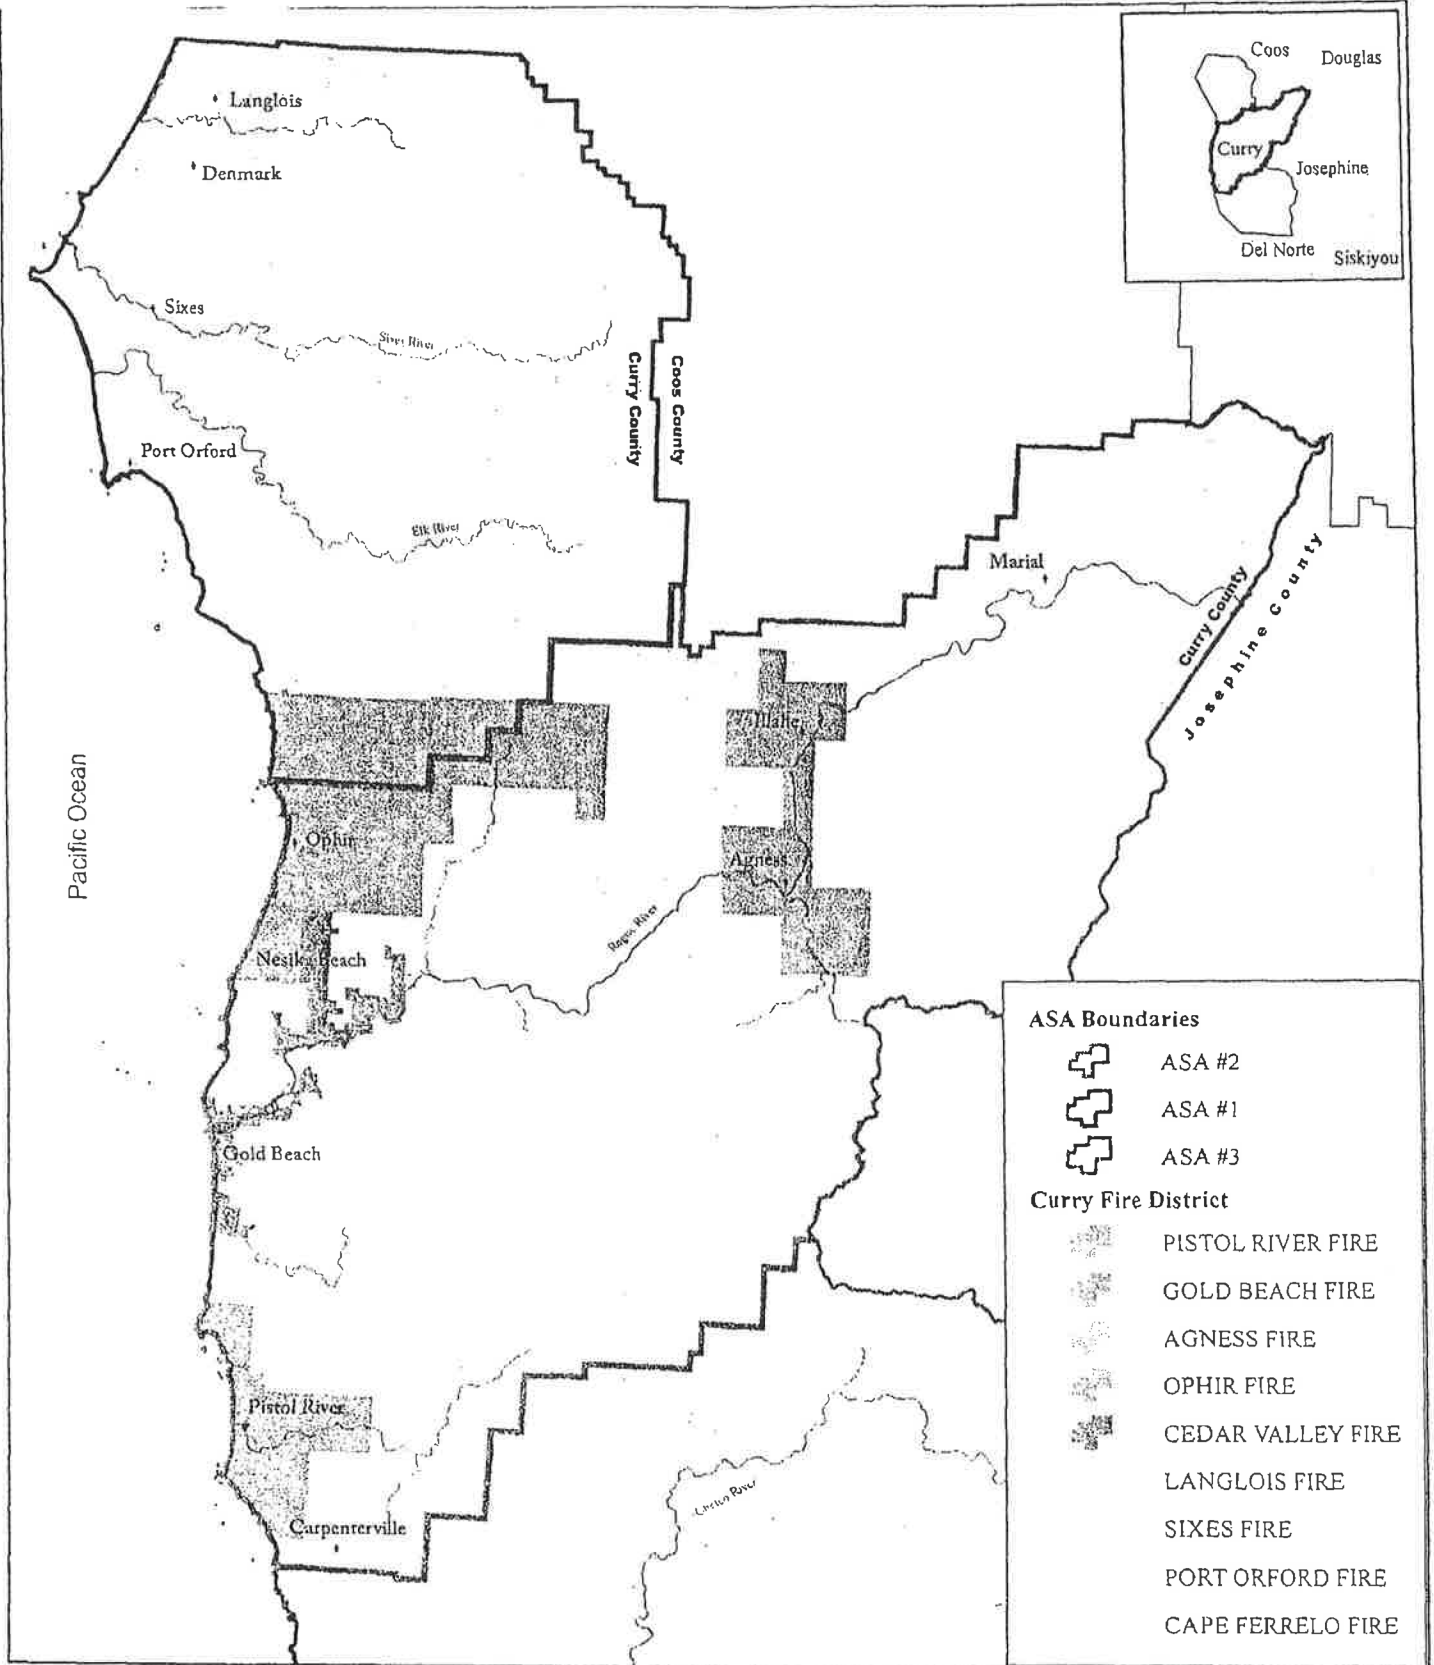 Coos
Douglas
Curry
Josephine
Del Norte
Siskiyou
Langlois
Denmark
Sixes
Sixes River
Curry County
Coos County
Port Orford
Elk River
Marial
Curry County
Josephine County
Illahe
Pacific Ocean
Ophir
Agness
Rogue River
Nesika Beach
Gold Beach
Pistol River
Carpenterville
ASA Boundaries
ASA #2
ASA #1
ASA #3
Curry Fire District
PISTOL RIVER FIRE
GOLD BEACH FIRE
AGNESS FIRE
OPHIR FIRE
CEDAR VALLEY FIRE
LANGLOIS FIRE
SIXES FIRE
PORT ORFORD FIRE
CAPE FERRELO FIRE